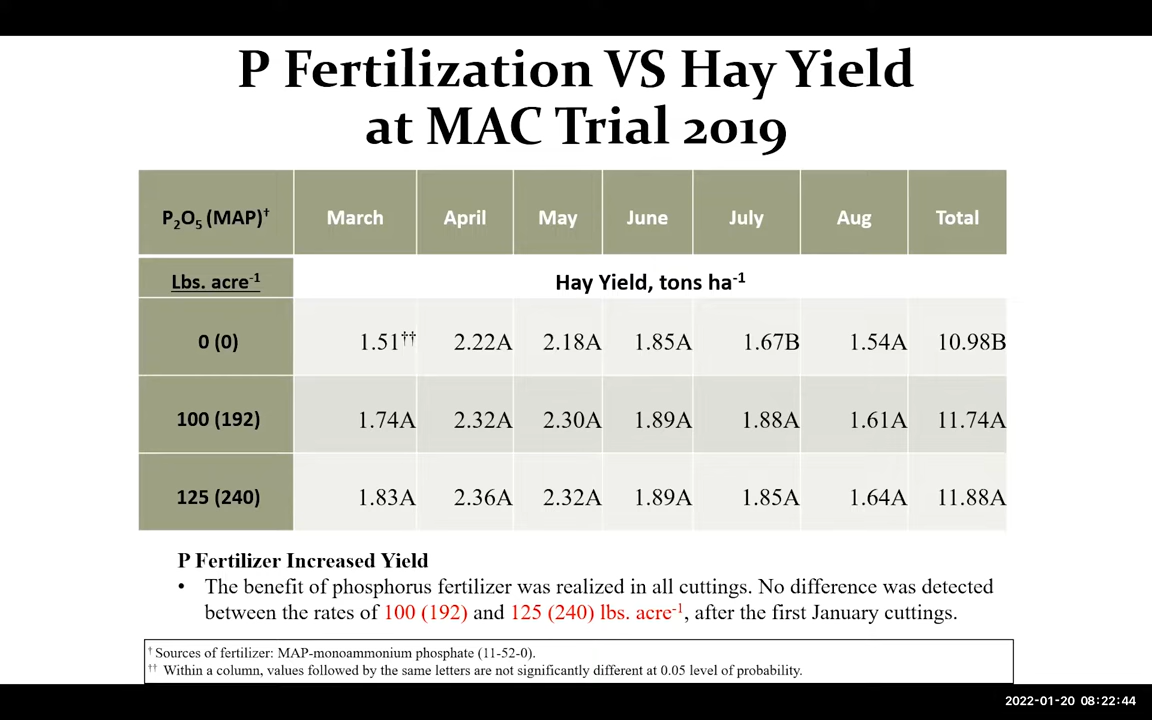 P Fertilization VS Hay Yield
at MAC Trial 2019
P₂O₅ (MAP)† March April May June July Aug Total
Lbs. acre⁻¹ Hay Yield, tons ha⁻¹
0 (0) 1.51†† 2.22A 2.18A 1.85A 1.67B 1.54A 10.98B
100 (192) 1.74A 2.32A 2.30A 1.89A 1.88A 1.61A 11.74A
125 (240) 1.83A 2.36A 2.32A 1.89A 1.85A 1.64A 11.88A
P Fertilizer Increased Yield
• The benefit of phosphorus fertilizer was realized in all cuttings. No difference was detected
between the rates of 100 (192) and 125 (240) lbs. acre⁻¹, after the first January cuttings.
† Sources of fertilizer: MAP-monoammonium phosphate (11-52-0).
†† Within a column, values followed by the same letters are not significantly different at 0.05 level of probability.
2022-01-20 08:22:44